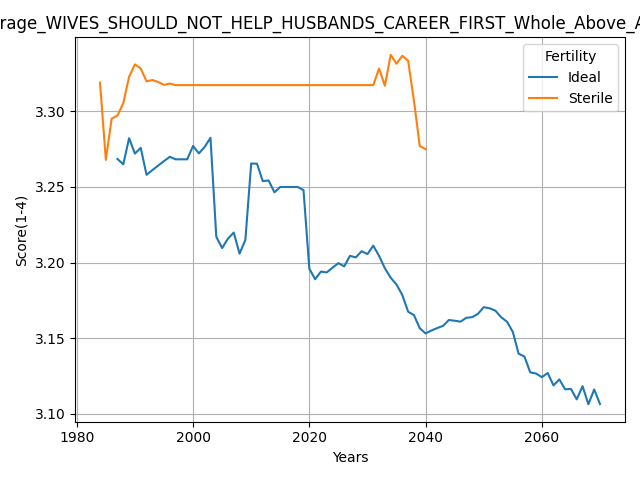 rage_WIVES_SHOULD_NOT_HELP_HUSBANDS_CAREER_FIRST_Whole_Above_A
Fertility
Ideal
Sterile
Score(1-4)
3.30
3.25
3.20
3.15
3.10
1980 2000 2020 2040 2060
Years